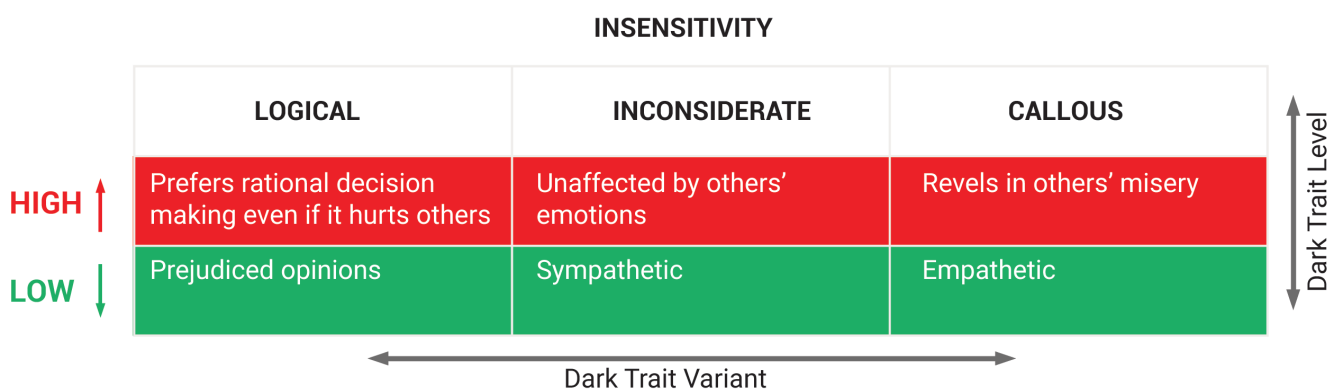 INSENSITIVITY
LOGICAL
INCONSIDERATE
CALLOUS
HIGH
Prefers rational decision
making even if it hurts others
Unaffected by others’
emotions
Revels in others’ misery
LOW
Prejudiced opinions
Sympathetic
Empathetic
Dark Trait Level
Dark Trait Variant